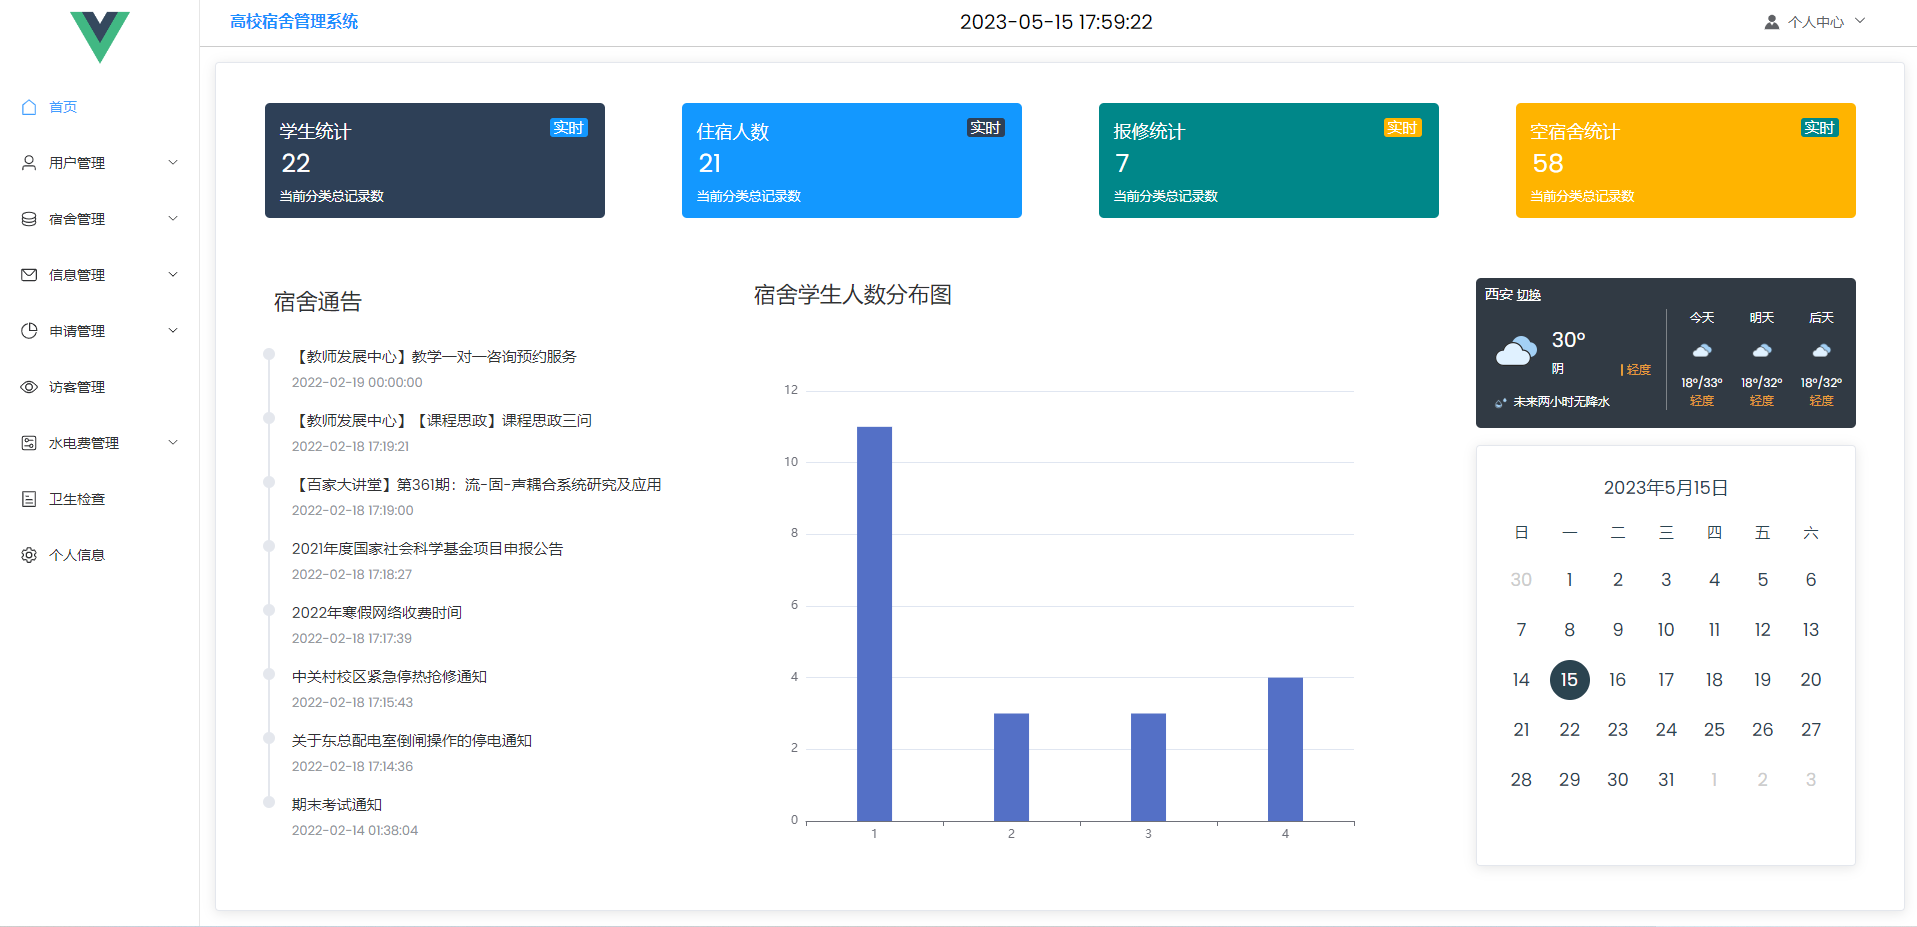 高校宿舍管理系统
2023-05-15 17:59:22
个人中心
首页
用户管理
宿舍管理
信息管理
申请管理
访客管理
水电费管理
卫生检查
个人信息
学生统计 实时
22
当前分类总记录数
住宿人数 实时
21
当前分类总记录数
报修统计 实时
7
当前分类总记录数
空宿舍统计 实时
58
当前分类总记录数
宿舍通告
【教师发展中心】教学一对一咨询预约服务
2022-02-19 00:00:00
【教师发展中心】【课程思政】课程思政三问
2022-02-18 17:19:21
【百家大讲堂】第361期：流-固-声耦合系统研究及应用
2022-02-18 17:19:00
2021年度国家社会科学基金项目申报公告
2022-02-18 17:18:27
2022年寒假网络收费时间
2022-02-18 17:17:39
中关村校区紧急停热抢修通知
2022-02-18 17:15:43
关于东总配电室倒闸操作的停电通知
2022-02-18 17:14:36
期末考试通知
2022-02-14 01:38:04
宿舍学生人数分布图
12
10
8
6
4
2
0
1 2 3 4
西安 切换
30°
阴
轻度
未来两小时无降水
今天 明天 后天
18°/33° 18°/32° 18°/32°
轻度 轻度 轻度
2023年5月15日
日 一 二 三 四 五 六
30 1 2 3 4 5 6
7 8 9 10 11 12 13
14 15 16 17 18 19 20
21 22 23 24 25 26 27
28 29 30 31 1 2 3